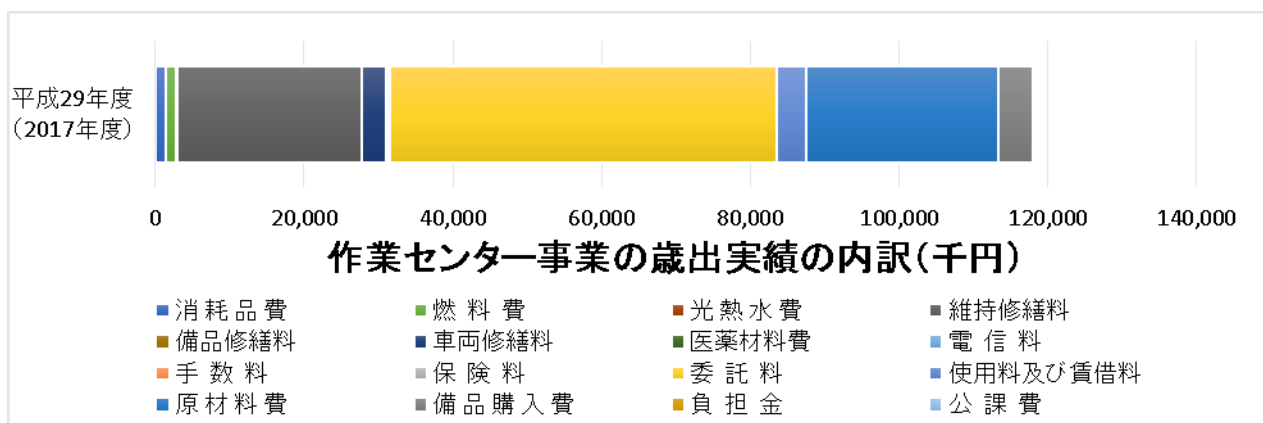 平成29年度
（2017年度）
0 20,000 40,000 60,000 80,000 100,000 120,000 140,000
作業センター事業の歳出実績の内訳(千円)
消耗品費 燃料費 光熱水費 維持修繕料
備品修繕料 車両修繕料 医薬材料費 電信料
手数料 保険料 委託料 使用料及び賃借料
原材料費 備品購入費 負担金 公課費